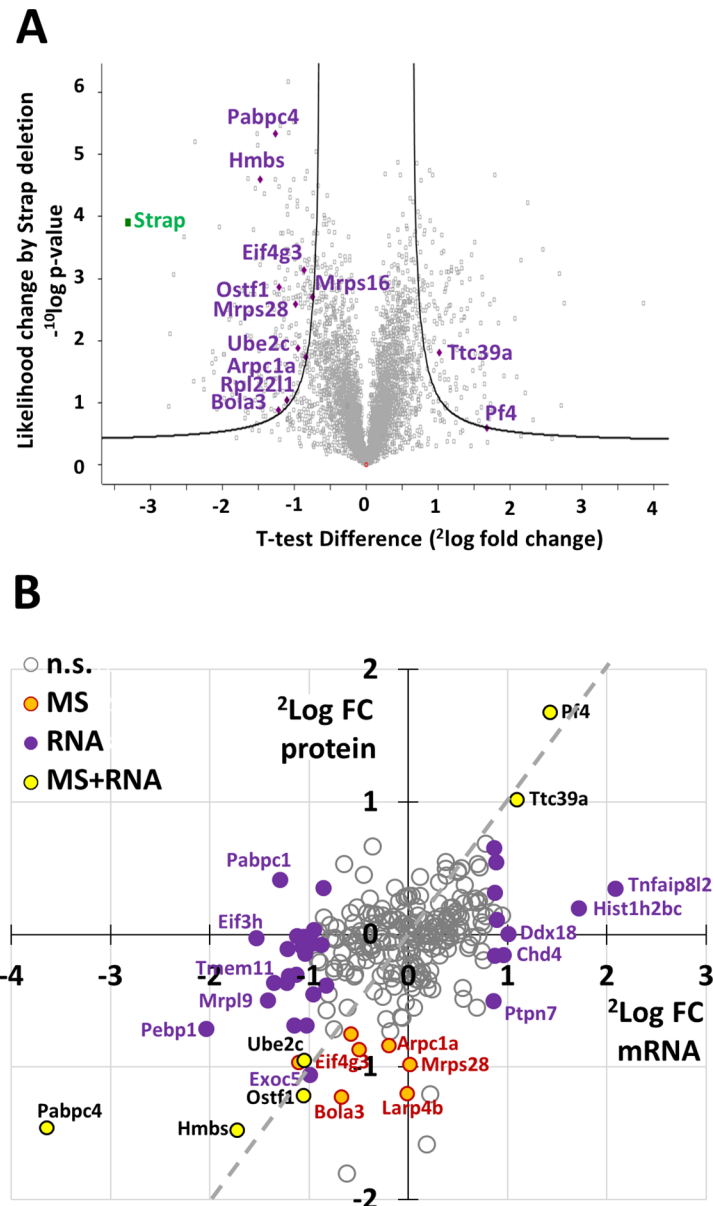 A
Likelihood change by Strap deletion
-¹⁰log p-value
6
5
4
3
2
1
0
Pabpc4
Hmbs
Strap
Eif4g3
Ostf1
Mrps16
Mrps28
Ube2c
Ttc39a
Arpc1a
Rpl22l1
Bola3
Pf4
-3
-2
-1
0
1
2
3
4
T-test Difference (²log fold change)
B
n.s.
MS
RNA
MS+RNA
²Log FC
protein
2
1
0
-1
-2
Pf4
Ttc39a
Pabpc1
Tnfaip8l2
Hist1h2bc
Eif3h
Ddx18
Chd4
Tmem11
-4
-3
-2
-1
0
1
2
3
Mrpl9
Ptpn7
²Log FC
mRNA
Pebp1
Ube2c
Arpc1a
Eif4g3
Mrps28
Exoc5
Ostf1
Larp4b
Bola3
Pabpc4
Hmbs